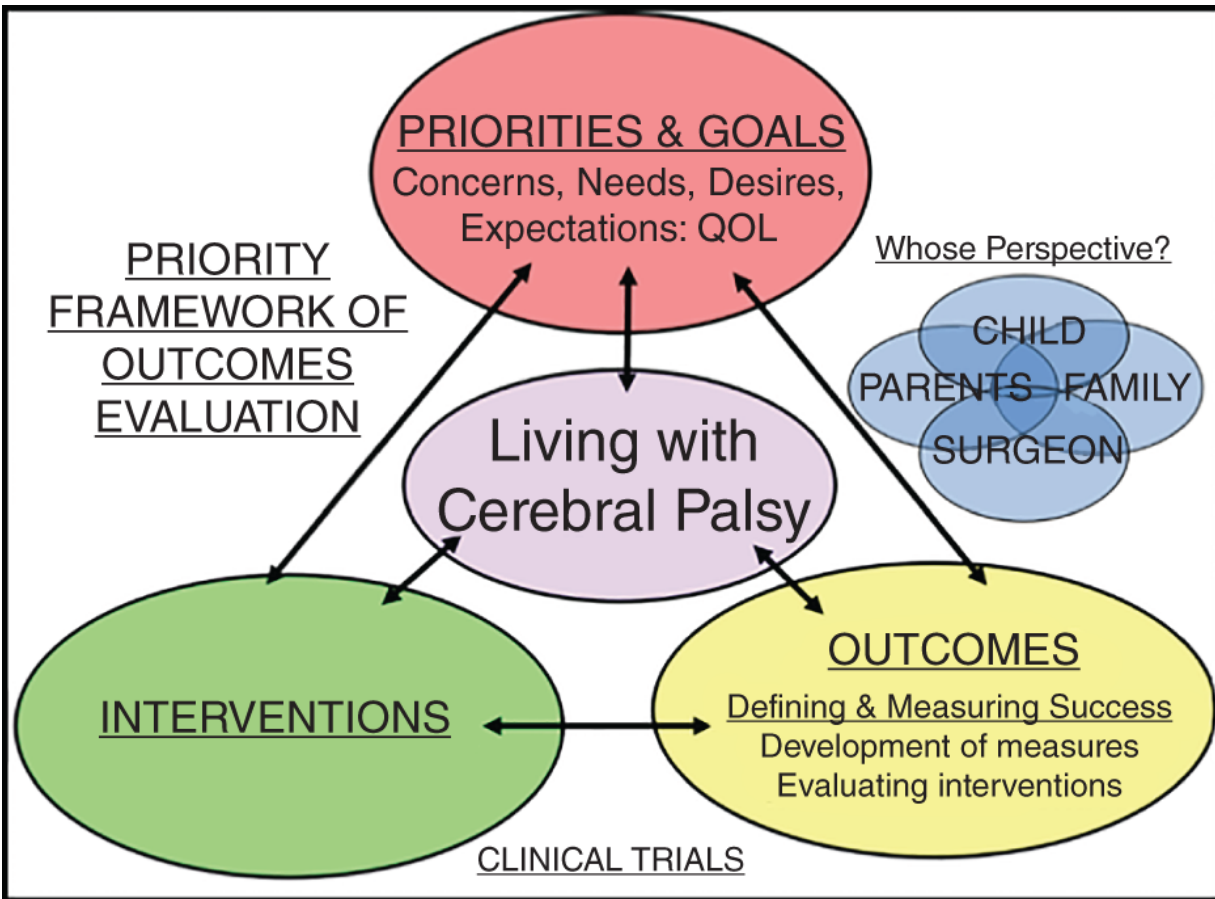 PRIORITIES & GOALS
Concerns, Needs, Desires,
Expectations: QOL
PRIORITY
FRAMEWORK OF
OUTCOMES
EVALUATION
Whose Perspective?
CHILD
PARENTS
FAMILY
SURGEON
Living with
Cerebral Palsy
INTERVENTIONS
OUTCOMES
Defining & Measuring Success
Development of measures
Evaluating interventions
CLINICAL TRIALS